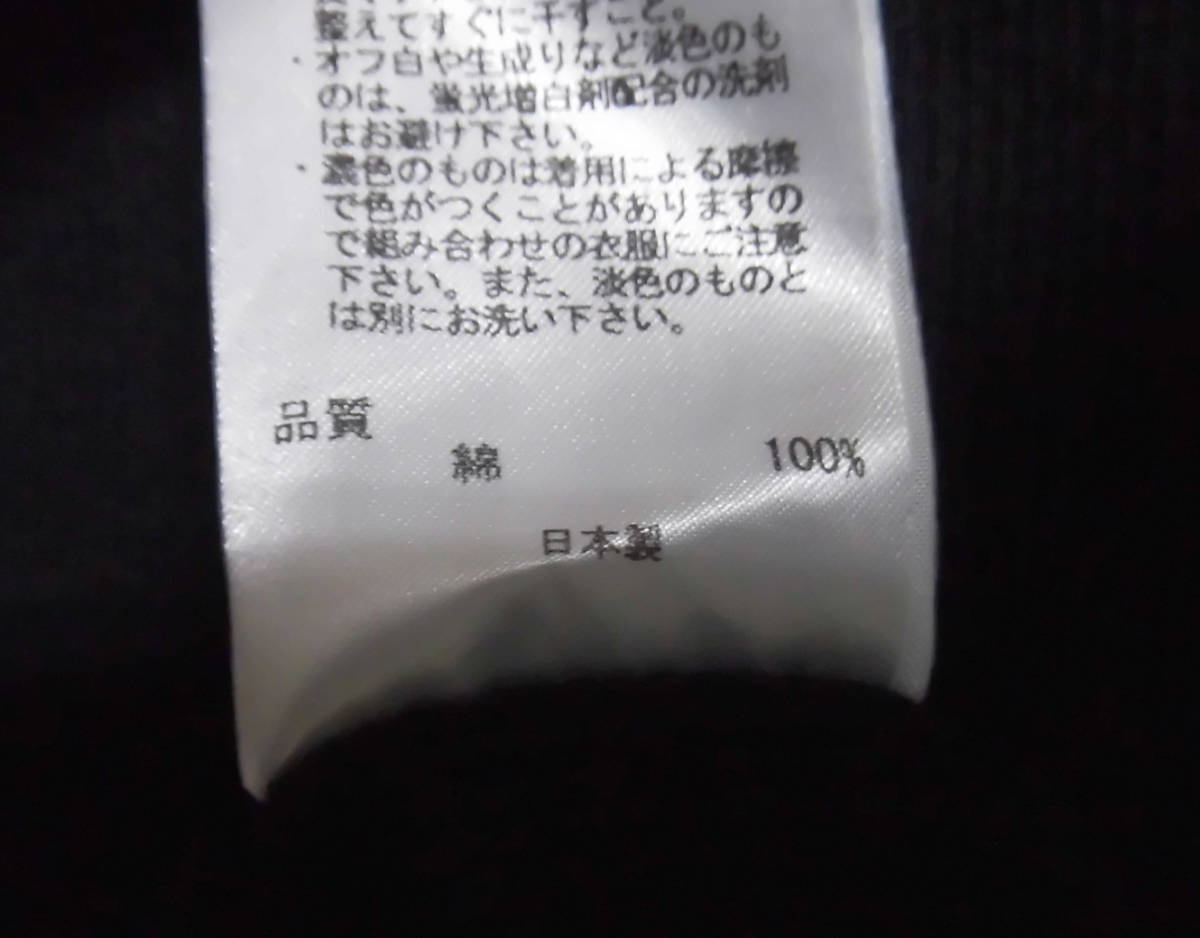 整えてすぐに干すこと。
・オフ白や生成りなど淡色のも
のは、蛍光増白剤配合の洗剤
はお避け下さい。
・濃色のものは着用による摩擦
で色がつくことがありますの
で組み合わせの衣服にご注意
下さい。また、淡色のものと
は別にお洗い下さい。
品質
綿 100%
日本製